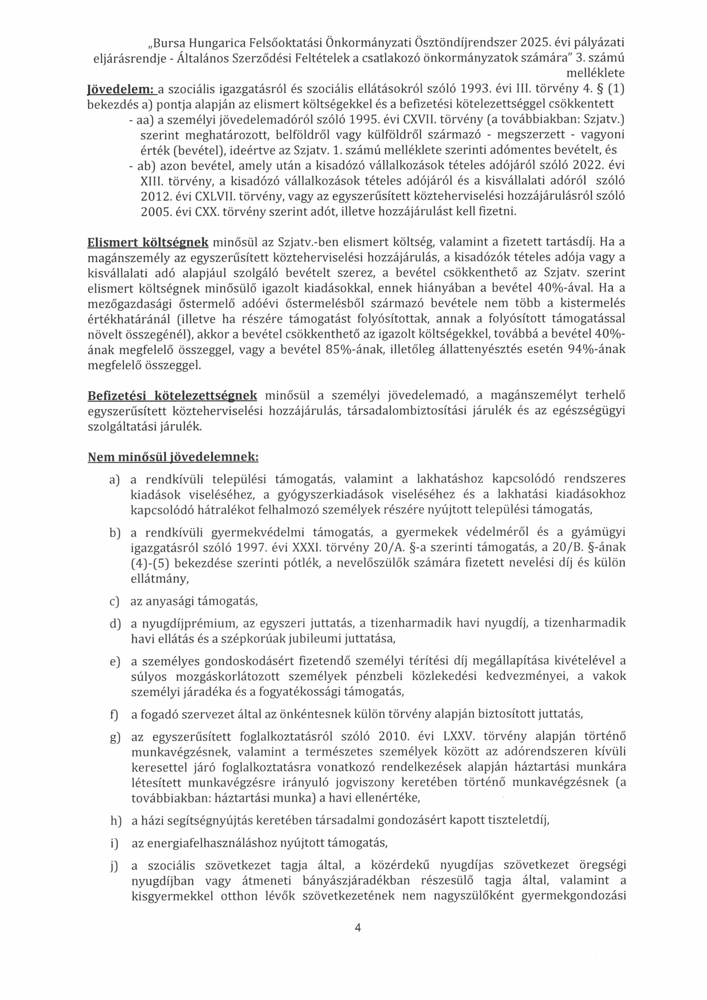 „Bursa Hungarica Felsőoktatási Önkormányzati Ösztöndíjrendszer 2025. évi pályázati
eljárásrendje - Általános Szerződési Feltételek a csatlakozó önkormányzatok számára” 3. számú
melléklete
Jövedelem: a szociális igazgatásról és szociális ellátásokról szóló 1993. évi III. törvény 4. § (1)
bekezdés a) pontja alapján az elismert költségekkel és a befizetési kötelezettséggel csökkentett
- aa) a személyi jövedelemadóról szóló 1995. évi CXVII. törvény (a továbbiakban: Szjatv.)
szerint meghatározott, belföldről vagy külföldről származó - megszerzett - vagyoni
érték (bevétel), ideértve az Szjatv. 1. számú melléklete szerinti adómentes bevételt, és
- ab) azon bevétel, amely után a kisadózó vállalkozások tételes adójáról szóló 2022. évi
XIII. törvény, a kisadózó vállalkozások tételes adójáról és a kisvállalati adóról szóló
2012. évi CXLVII. törvény, vagy az egyszerűsített közteherviselési hozzájárulásról szóló
2005. évi CXX. törvény szerint adót, illetve hozzájárulást kell fizetni.
Elismert költségnek minősül az Szjatv.-ben elismert költség, valamint a fizetett tartásdíj. Ha a
magánszemély az egyszerűsített közteherviselési hozzájárulás, a kisadózók tételes adója vagy a
kisvállalati adó alapjául szolgáló bevételt szerez, a bevétel csökkenthető az Szjatv. szerint
elismert költségnek minősülő igazolt kiadásokkal, ennek hiányában a bevétel 40%-ával. Ha a
mezőgazdasági őstermelő adóévi őstermelésből származó bevétele nem több a kistermelés
értékhatáránál (illetve ha részére támogatást folyósítottak, annak a folyósított támogatással
növelt összegénél), akkor a bevétel csökkenthető az igazolt költségekkel, továbbá a bevétel 40%-
ának megfelelő összeggel, vagy a bevétel 85%-ának, illetőleg állattenyésztés esetén 94%-ának
megfelelő összeggel.
Befizetési kötelezettségnek minősül a személyi jövedelemadó, a magánszemélyt terhelő
egyszerűsített közteherviselési hozzájárulás, társadalombiztosítási járulék és az egészségügyi
szolgáltatási járulék.
Nem minősül jövedelemnek:
a) a rendkívüli települési támogatás, valamint a lakhatáshoz kapcsolódó rendszeres
kiadások viseléséhez, a gyógyszerkiadások viseléséhez és a lakhatási kiadásokhoz
kapcsolódó hátralékot felhalmozó személyek részére nyújtott települési támogatás,
b) a rendkívüli gyermekvédelmi támogatás, a gyermekek védelméről és a gyámügyi
igazgatásról szóló 1997. évi XXXI. törvény 20/A. §-a szerinti támogatás, a 20/B. §-ának
(4)-(5) bekezdése szerinti pótlék, a nevelőszülők számára fizetett nevelési díj és külön
ellátmány,
c) az anyasági támogatás,
d) a nyugdíjprémium, az egyszeri juttatás, a tizenharmadik havi nyugdíj, a tizenharmadik
havi ellátás és a szépkorúak jubileumi juttatása,
e) a személyes gondoskodásért fizetendő személyi térítési díj megállapítása kivételével a
súlyos mozgáskorlátozott személyek pénzbeli közlekedési kedvezményei, a vakok
személyi járadéka és a fogyatékossági támogatás,
f) a fogadó szervezet által az önkéntesnek külön törvény alapján biztosított juttatás,
g) az egyszerűsített foglalkoztatásról szóló 2010. évi LXXV. törvény alapján történő
munkavégzésnek, valamint a természetes személyek között az adórendszeren kívüli
keresettel járó foglalkoztatásra vonatkozó rendelkezések alapján háztartási munkára
létesített munkavégzésre irányuló jogviszony keretében történő munkavégzésnek (a
továbbiakban: háztartási munka) a havi ellenértéke,
h) a házi segítségnyújtás keretében társadalmi gondozásért kapott tiszteletdíj,
i) az energiafelhasználáshoz nyújtott támogatás,
j) a szociális szövetkezet tagja által, a közérdekű nyugdíjas szövetkezet öregségi
nyugdíjban vagy átmeneti bányászjáradékban részesülő tagja által, valamint a
kisgyermekkel otthon lévők szövetkezetének nem nagyszülőként gyermekgondozási
4